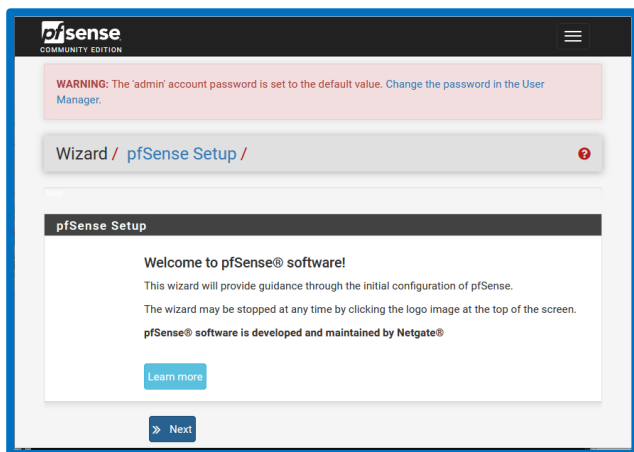 pfsense
COMMUNITY EDITION
WARNING: The 'admin' account password is set to the default value. Change the password in the User
Manager.
Wizard / pfSense Setup /
pfSense Setup
Welcome to pfSense® software!
This wizard will provide guidance through the initial configuration of pfSense.
The wizard may be stopped at any time by clicking the logo image at the top of the screen.
pfSense® software is developed and maintained by Netgate®
Learn more
Next